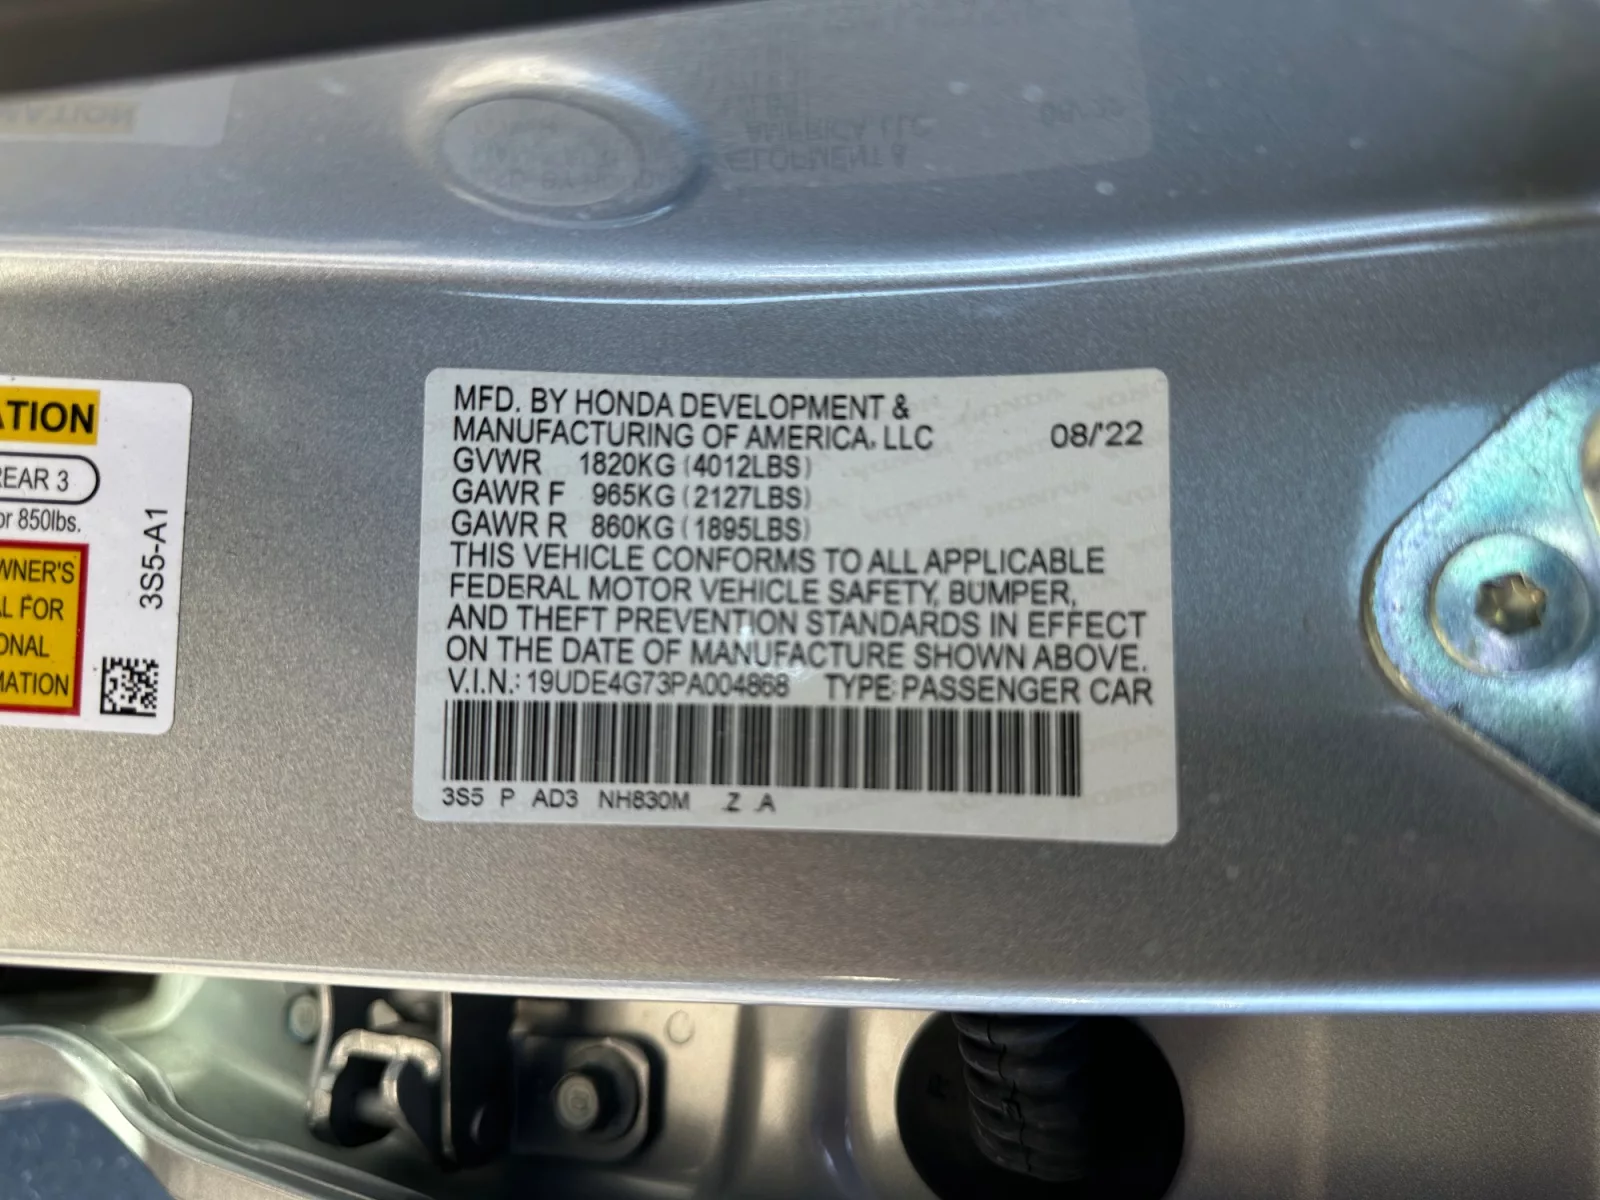 ATION
REAR 3
or 850lbs.
WNER'S
AL FOR
ONAL
MATION
3S5-A1
MFD. BY HONDA DEVELOPMENT &
MANUFACTURING OF AMERICA, LLC 08/'22
GVWR 1820KG (4012LBS)
GAWR F 965KG (2127LBS)
GAWR R 860KG (1895LBS)
THIS VEHICLE CONFORMS TO ALL APPLICABLE
FEDERAL MOTOR VEHICLE SAFETY, BUMPER,
AND THEFT PREVENTION STANDARDS IN EFFECT
ON THE DATE OF MANUFACTURE SHOWN ABOVE.
V.I.N.: 19UDE4G73PA004868 TYPE: PASSENGER CAR
3S5 P AD3 NH830M Z A